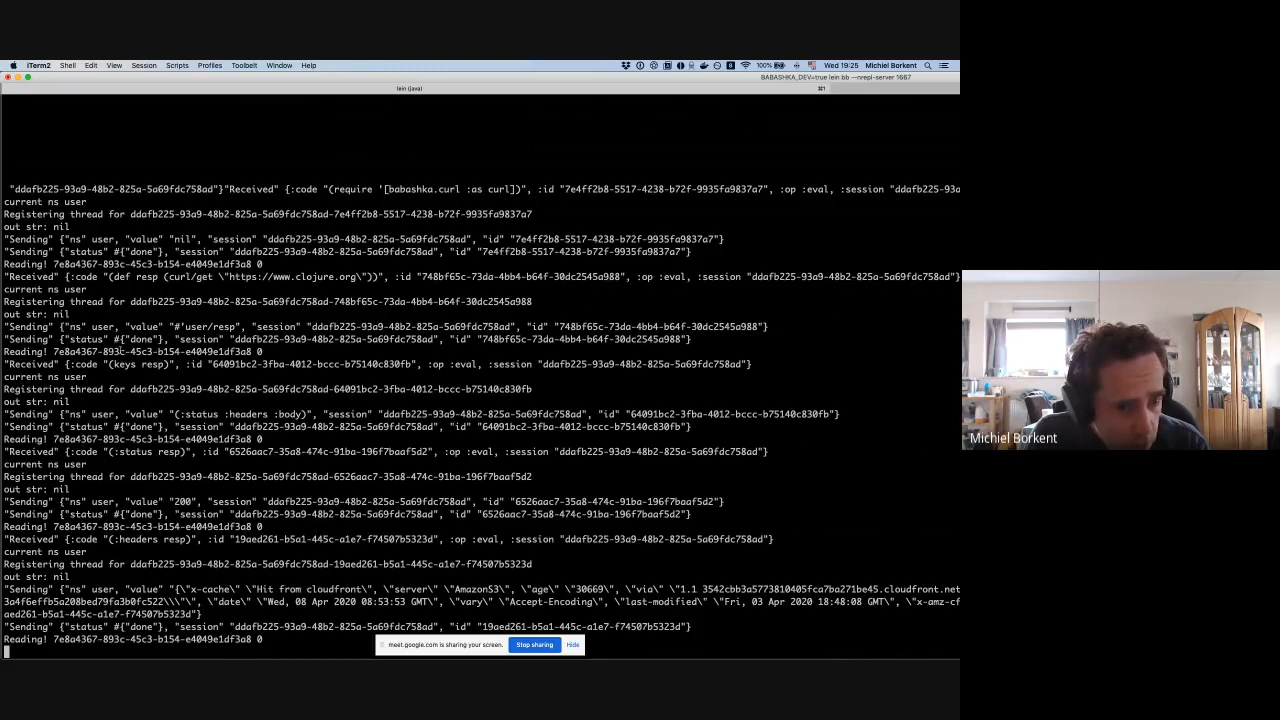 iTerm2 Shell Edit View Session Scripts Profiles Toolbelt Window Help 100% Wed 19:25 Michiel Borkent
BABASHKA_DEV=true lein bb --nrepl-server 1667
lein (java) ⌘1
"ddafb225-93a9-48b2-825a-5a69fdc758ad"}"Received" {:code "(require '[babashka.curl :as curl])", :id "7e4ff2b8-5517-4238-b72f-9935fa9837a7", :op :eval, :session "ddafb225-93a
current ns user
Registering thread for ddafb225-93a9-48b2-825a-5a69fdc758ad-7e4ff2b8-5517-4238-b72f-9935fa9837a7
out str: nil
"Sending" {"ns" user, "value" "nil", "session" "ddafb225-93a9-48b2-825a-5a69fdc758ad", "id" "7e4ff2b8-5517-4238-b72f-9935fa9837a7"}
"Sending" {"status" #{"done"}, "session" "ddafb225-93a9-48b2-825a-5a69fdc758ad", "id" "7e4ff2b8-5517-4238-b72f-9935fa9837a7"}
Reading! 7e8a4367-893c-45c3-b154-e4049e1df3a8 0
"Received" {:code "(def resp (curl/get \"https://www.clojure.org\"))", :id "748bf65c-73da-4bb4-b64f-30dc2545a988", :op :eval, :session "ddafb225-93a9-48b2-825a-5a69fdc758ad"}
current ns user
Registering thread for ddafb225-93a9-48b2-825a-5a69fdc758ad-748bf65c-73da-4bb4-b64f-30dc2545a988
out str: nil
"Sending" {"ns" user, "value" "#'user/resp", "session" "ddafb225-93a9-48b2-825a-5a69fdc758ad", "id" "748bf65c-73da-4bb4-b64f-30dc2545a988"}
"Sending" {"status" #{"done"}, "session" "ddafb225-93a9-48b2-825a-5a69fdc758ad", "id" "748bf65c-73da-4bb4-b64f-30dc2545a988"}
Reading! 7e8a4367-893c-45c3-b154-e4049e1df3a8 0
"Received" {:code "(keys resp)", :id "64091bc2-3fba-4012-bccc-b75140c830fb", :op :eval, :session "ddafb225-93a9-48b2-825a-5a69fdc758ad"}
current ns user
Registering thread for ddafb225-93a9-48b2-825a-5a69fdc758ad-64091bc2-3fba-4012-bccc-b75140c830fb
out str: nil
"Sending" {"ns" user, "value" "(:status :headers :body)", "session" "ddafb225-93a9-48b2-825a-5a69fdc758ad", "id" "64091bc2-3fba-4012-bccc-b75140c830fb"}
"Sending" {"status" #{"done"}, "session" "ddafb225-93a9-48b2-825a-5a69fdc758ad", "id" "64091bc2-3fba-4012-bccc-b75140c830fb"}
Reading! 7e8a4367-893c-45c3-b154-e4049e1df3a8 0
"Received" {:code "(:status resp)", :id "6526aac7-35a8-474c-91ba-196f7baaf5d2", :op :eval, :session "ddafb225-93a9-48b2-825a-5a69fdc758ad"}
current ns user
Registering thread for ddafb225-93a9-48b2-825a-5a69fdc758ad-6526aac7-35a8-474c-91ba-196f7baaf5d2
out str: nil
"Sending" {"ns" user, "value" "200", "session" "ddafb225-93a9-48b2-825a-5a69fdc758ad", "id" "6526aac7-35a8-474c-91ba-196f7baaf5d2"}
"Sending" {"status" #{"done"}, "session" "ddafb225-93a9-48b2-825a-5a69fdc758ad", "id" "6526aac7-35a8-474c-91ba-196f7baaf5d2"}
Reading! 7e8a4367-893c-45c3-b154-e4049e1df3a8 0
"Received" {:code "(:headers resp)", :id "19aed261-b5a1-445c-a1e7-f74507b5323d", :op :eval, :session "ddafb225-93a9-48b2-825a-5a69fdc758ad"}
current ns user
Registering thread for ddafb225-93a9-48b2-825a-5a69fdc758ad-19aed261-b5a1-445c-a1e7-f74507b5323d
out str: nil
"Sending" {"ns" user, "value" "{\"x-cache\" \"Hit from cloudfront\", \"server\" \"AmazonS3\", \"age\" \"30669\", \"via\" \"1.1 3542cbb3a5773810405fca7ba271be45.cloudfront.net
3a4f6effb5a208bed79fa3b0fc522\\\"\", \"date\" \"Wed, 08 Apr 2020 08:53:53 GMT\", \"vary\" \"Accept-Encoding\", \"last-modified\" \"Fri, 03 Apr 2020 18:48:08 GMT\", \"x-amz-cf
aed261-b5a1-445c-a1e7-f74507b5323d"}
"Sending" {"status" #{"done"}, "session" "ddafb225-93a9-48b2-825a-5a69fdc758ad", "id" "19aed261-b5a1-445c-a1e7-f74507b5323d"}
Reading! 7e8a4367-893c-45c3-b154-e4049e1df3a8 0
meet.google.com is sharing your screen. Stop sharing Hide
Michiel Borkent